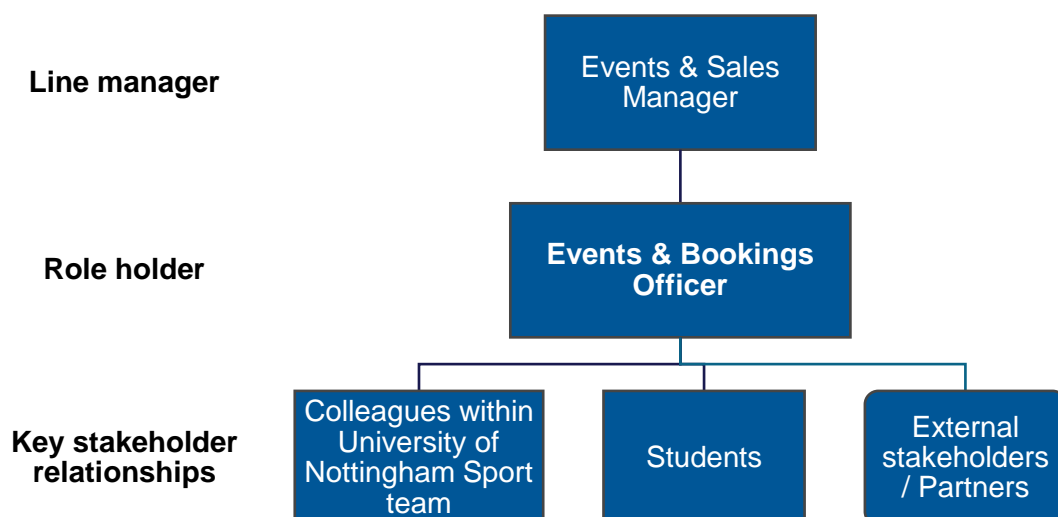 Line manager
Events & Sales
Manager
Role holder
Events & Bookings
Officer
Key stakeholder
relationships
Colleagues within
University of
Nottingham Sport
team
Students
External
stakeholders
/ Partners